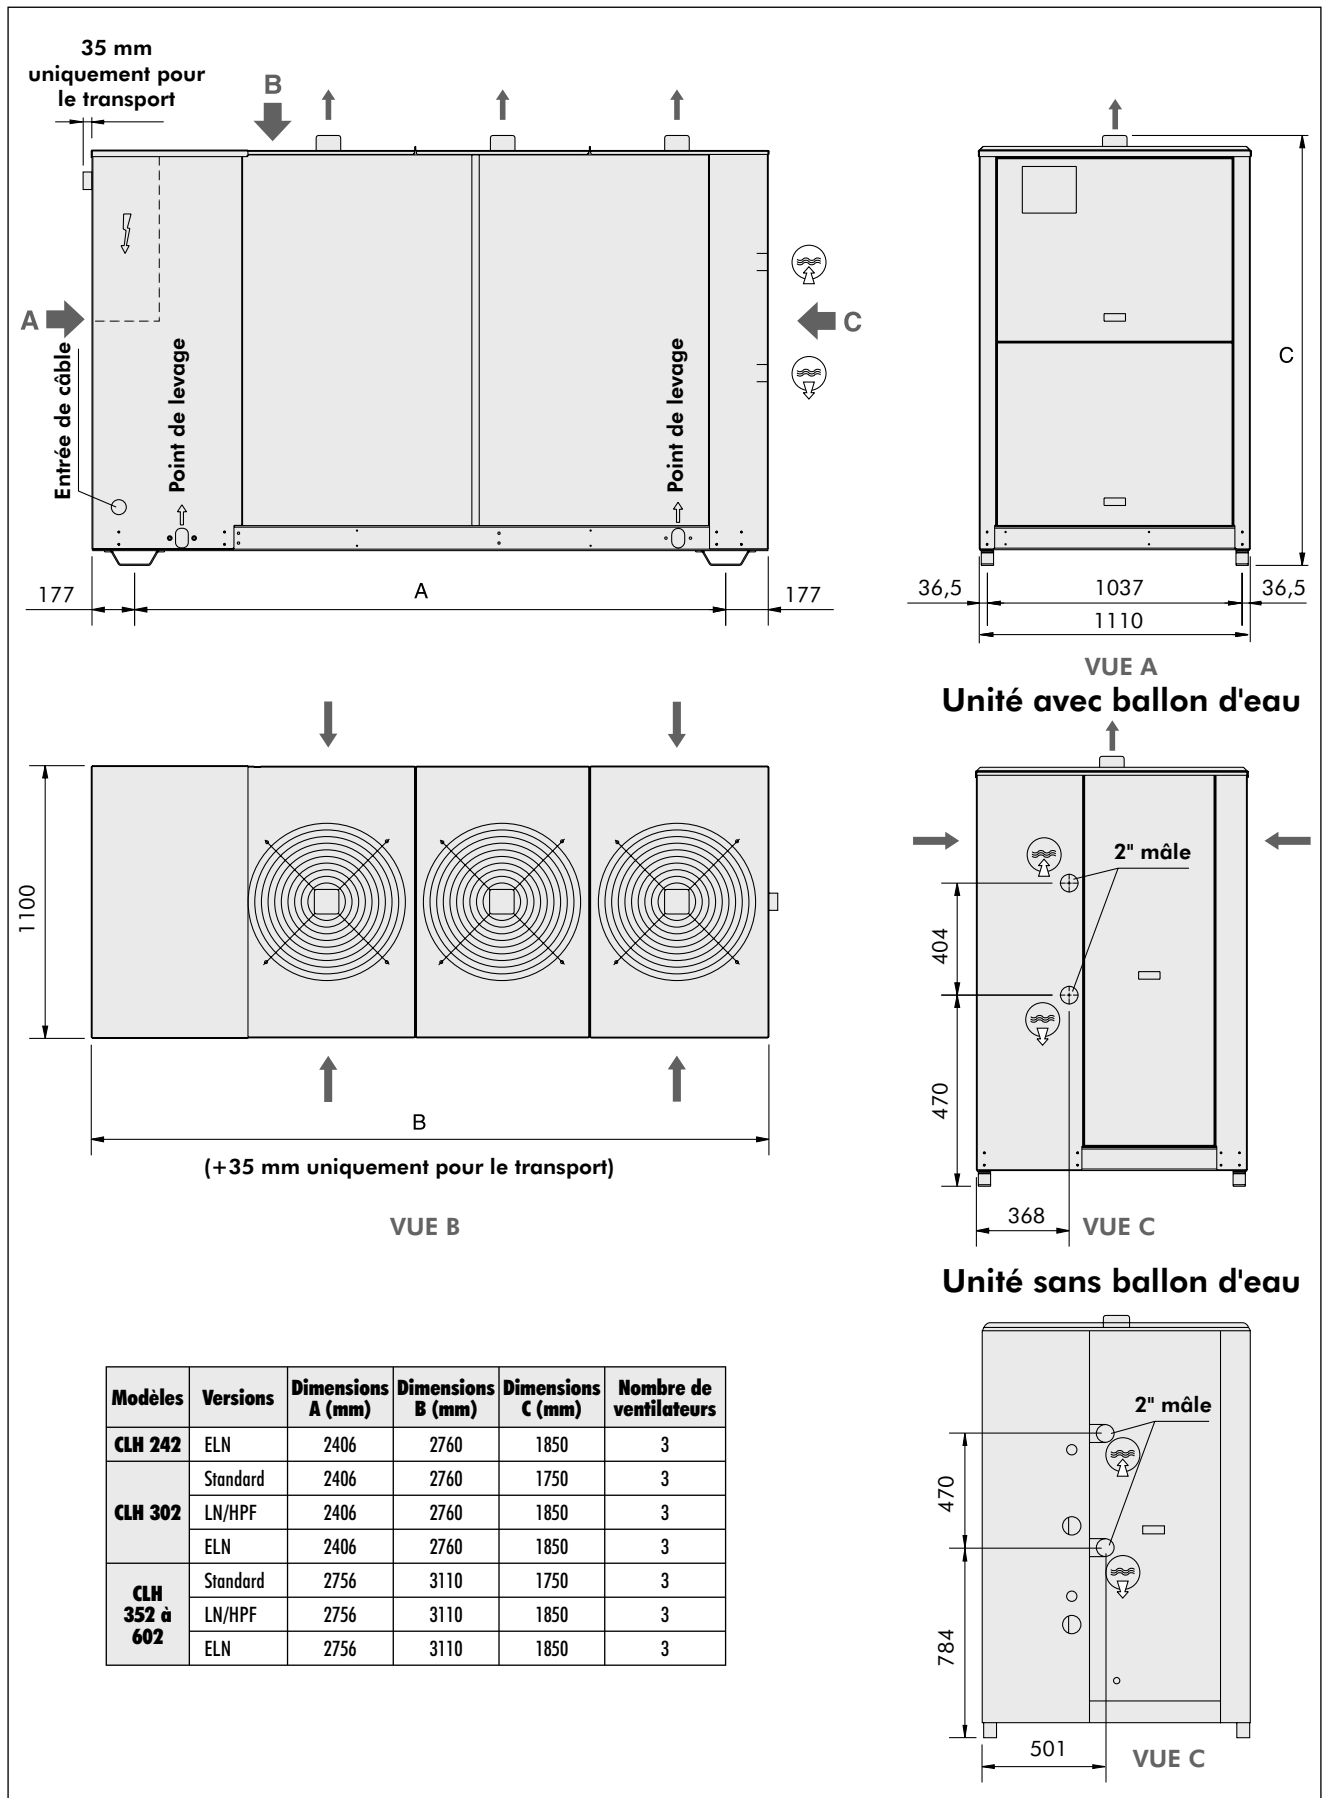 35 mm
uniquement pour
le transport
B
A
C
Entrée de câble
Point de levage
Point de levage
177
A
177
C
36,5
1037
36,5
1110
VUE A
Unité avec ballon d'eau
1100
B
(+35 mm uniquement pour le transport)
VUE B
2" mâle
404
470
368
VUE C
Unité sans ballon d'eau
2" mâle
470
784
501
VUE C
Modèles Versions Dimensions A (mm) Dimensions B (mm) Dimensions C (mm) Nombre de ventilateurs
CLH 242 ELN 2406 2760 1850 3
CLH 302 Standard 2406 2760 1750 3
LN/HPF 2406 2760 1850 3
ELN 2406 2760 1850 3
CLH 352 à 602 Standard 2756 3110 1750 3
LN/HPF 2756 3110 1850 3
ELN 2756 3110 1850 3